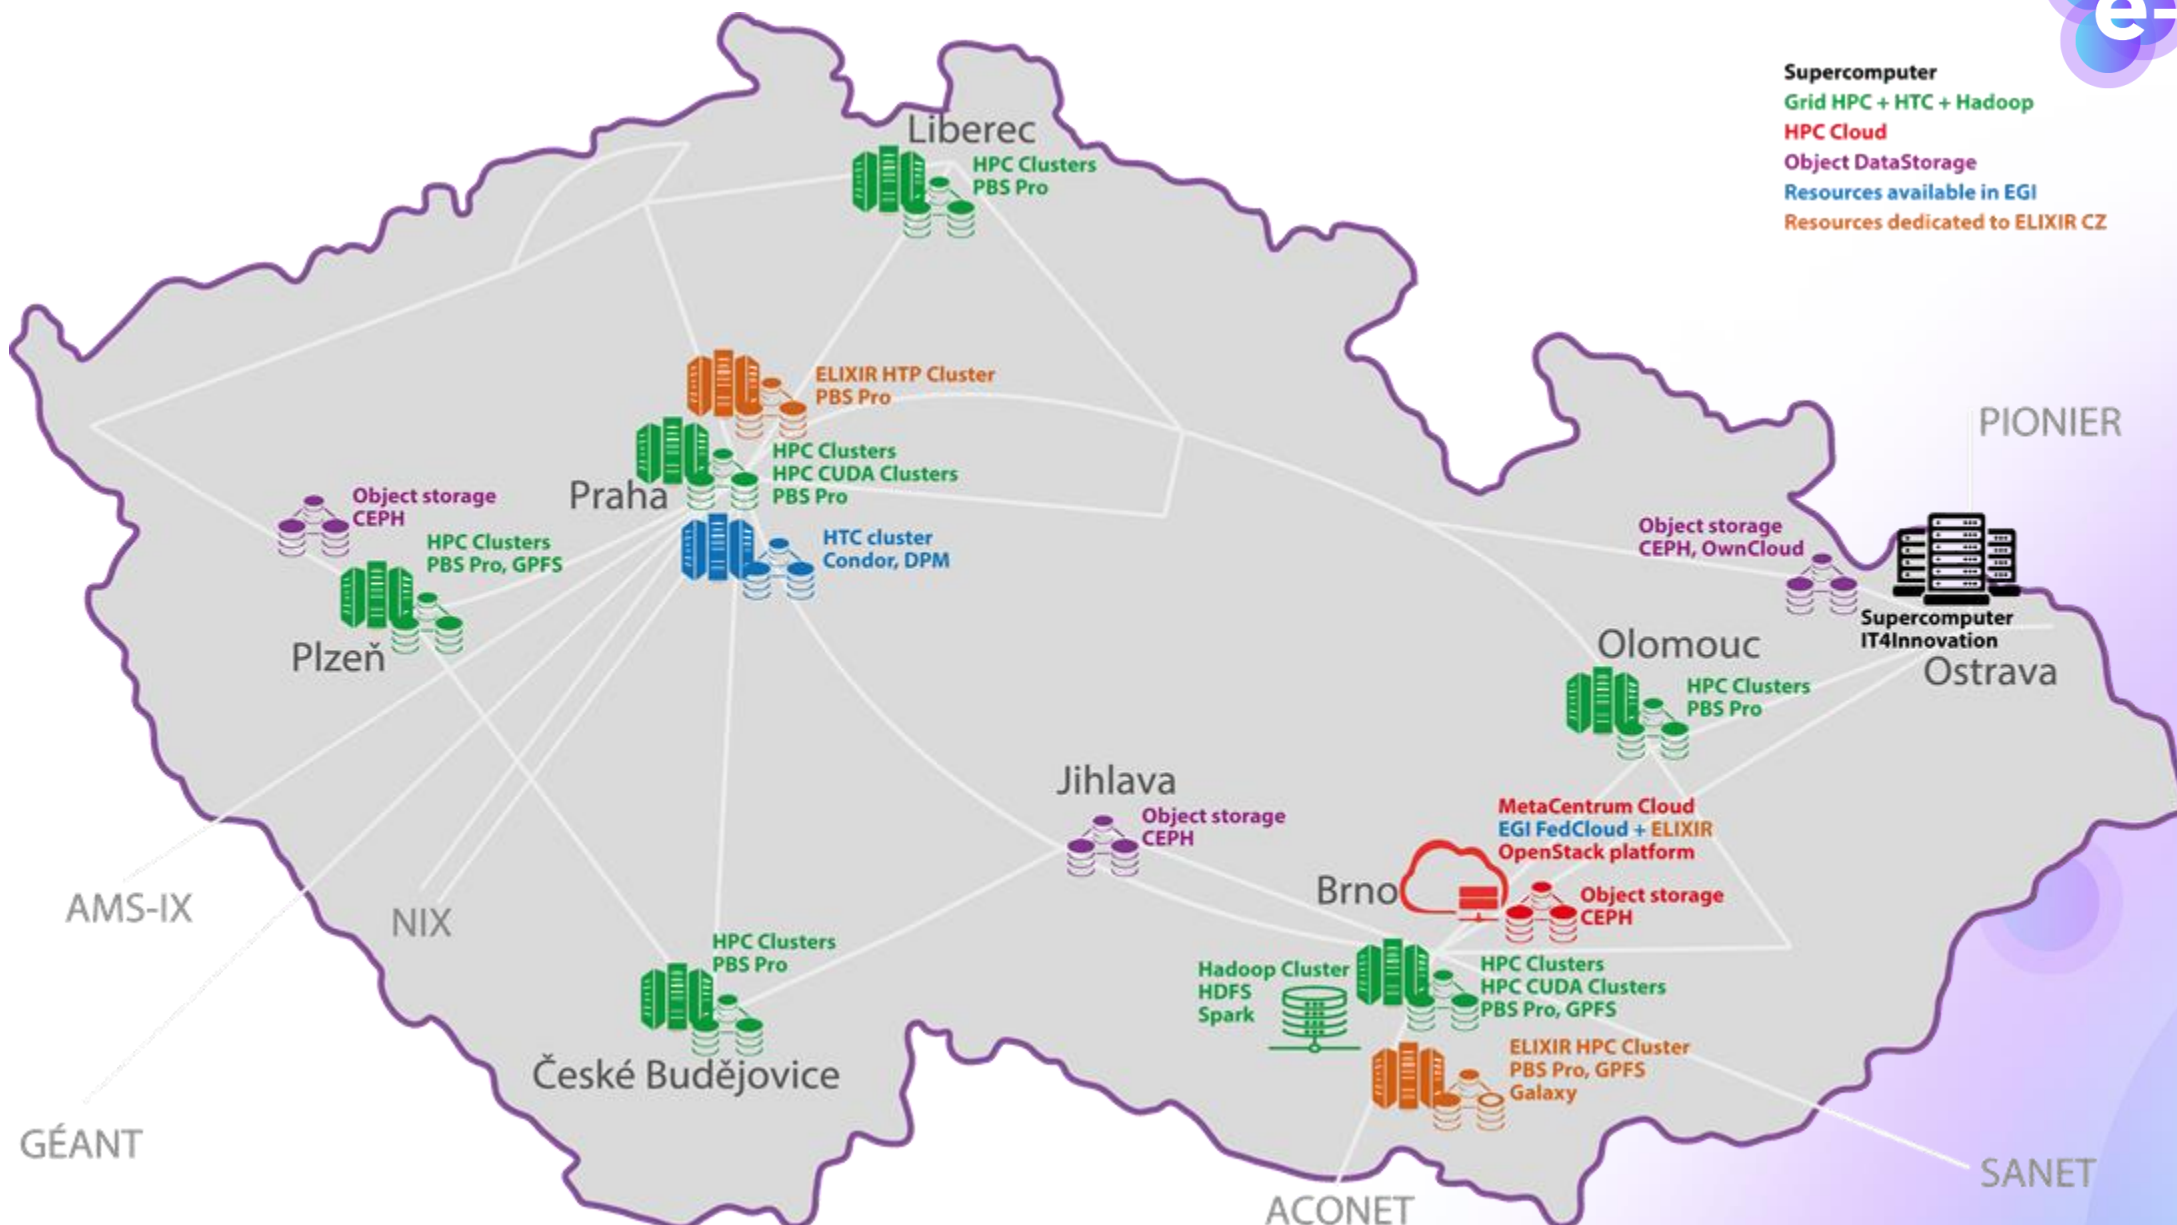 e-
Supercomputer
Grid HPC + HTC + Hadoop
HPC Cloud
Object DataStorage
Resources available in EGI
Resources dedicated to ELIXIR CZ
Liberec
HPC Clusters
PBS Pro
ELIXIR HTP Cluster
PBS Pro
Praha
HPC Clusters
HPC CUDA Clusters
PBS Pro
HTC cluster
Condor, DPM
Object storage
CEPH
HPC Clusters
PBS Pro, GPFS
Plzeň
PIONIER
Object storage
CEPH, OwnCloud
Supercomputer
IT4Innovation
Ostrava
Olomouc
HPC Clusters
PBS Pro
Jihlava
Object storage
CEPH
MetaCentrum Cloud
EGI FedCloud + ELIXIR
OpenStack platform
Brno
Object storage
CEPH
AMS-IX
NIX
HPC Clusters
PBS Pro
České Budějovice
Hadoop Cluster
HDFS
Spark
HPC Clusters
HPC CUDA Clusters
PBS Pro, GPFS
ELIXIR HPC Cluster
PBS Pro, GPFS
Galaxy
GÉANT
SANET
ACONET